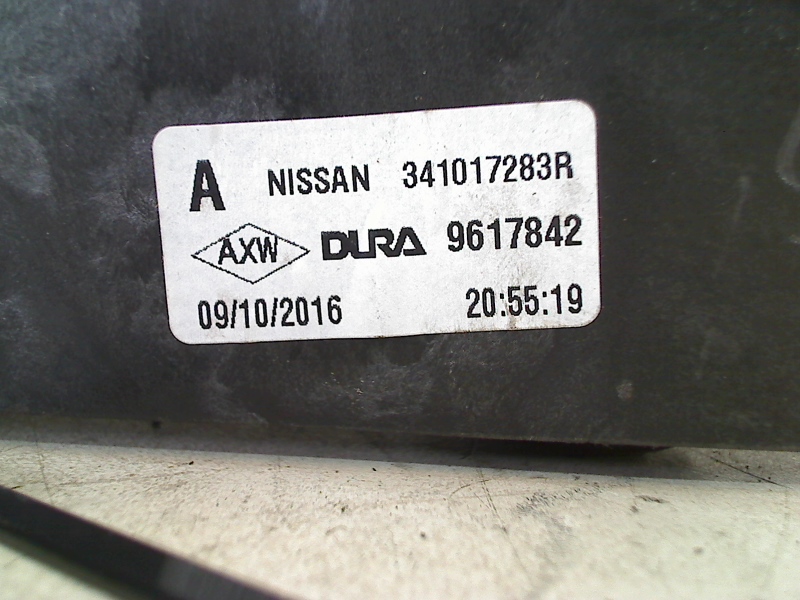 A NISSAN 341017283R
AXW DURA 9617842
09/10/2016 20:55:19